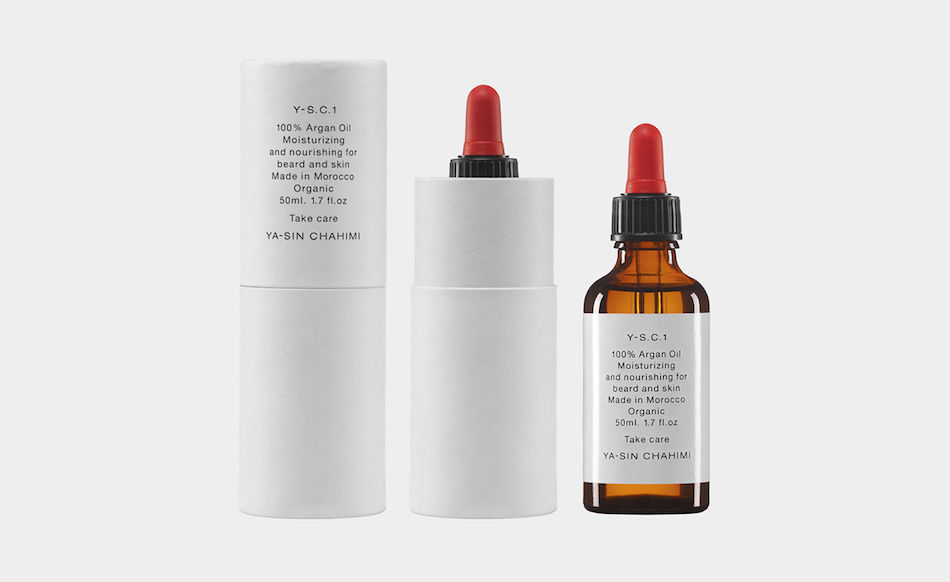 Y-S.C.1
100% Argan Oil
Moisturizing
and nourishing for
beard and skin
Made in Morocco
Organic
50ml. 1.7 fl.oz
Take care
YA-SIN CHAHIMI
Y-S.C.1
100% Argan Oil
Moisturizing
and nourishing for
beard and skin
Made in Morocco
Organic
50ml. 1.7 fl.oz
Take care
YA-SIN CHAHIMI